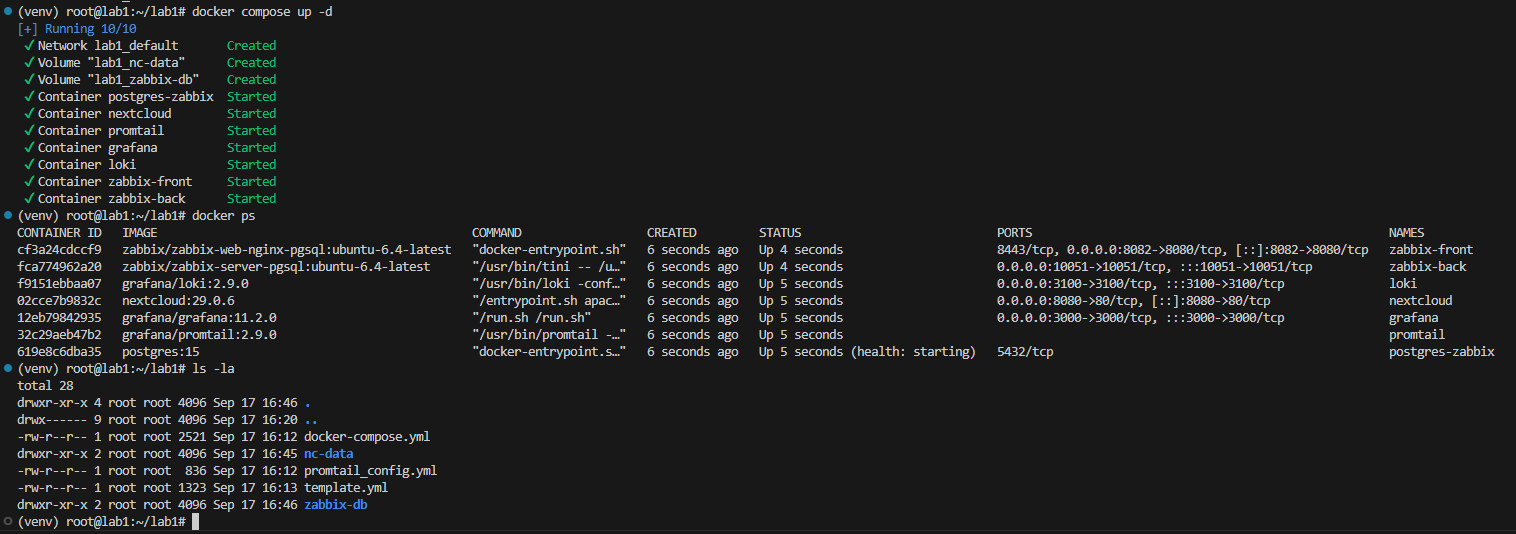 (venv) root@lab1:~/lab1# docker compose up -d
[+] Running 10/10
✔ Network lab1_default Created
✔ Volume "lab1_nc-data" Created
✔ Volume "lab1_zabbix-db" Created
✔ Container postgres-zabbix Started
✔ Container nextcloud Started
✔ Container promtail Started
✔ Container grafana Started
✔ Container loki Started
✔ Container zabbix-front Started
✔ Container zabbix-back Started
(venv) root@lab1:~/lab1# docker ps
CONTAINER ID IMAGE COMMAND CREATED STATUS PORTS NAMES
cf3a24cdccf9 zabbix/zabbix-web-nginx-pgsql:ubuntu-6.4-latest "docker-entrypoint.sh" 6 seconds ago Up 4 seconds 8443/tcp, 0.0.0.0:8082->8080/tcp, [::]:8082->8080/tcp zabbix-front
fca774962a20 zabbix/zabbix-server-pgsql:ubuntu-6.4-latest "/usr/bin/tini -- /u…" 6 seconds ago Up 4 seconds 0.0.0.0:10051->10051/tcp, :::10051->10051/tcp zabbix-back
f9151ebbaa07 grafana/loki:2.9.0 "/usr/bin/loki -conf…" 6 seconds ago Up 5 seconds 0.0.0.0:3100->3100/tcp, :::3100->3100/tcp loki
02cce7b9832c nextcloud:29.0.6 "/entrypoint.sh apac…" 6 seconds ago Up 5 seconds 0.0.0.0:8080->80/tcp, [::]:8080->80/tcp nextcloud
12eb79842935 grafana/grafana:11.2.0 "/run.sh /run.sh" 6 seconds ago Up 5 seconds 0.0.0.0:3000->3000/tcp, :::3000->3000/tcp grafana
32c29aeb47b2 grafana/promtail:2.9.0 "/usr/bin/promtail -…" 6 seconds ago Up 5 seconds promtail
619e8c6dba35 postgres:15 "docker-entrypoint.s…" 6 seconds ago Up 5 seconds (health: starting) 5432/tcp postgres-zabbix
(venv) root@lab1:~/lab1# ls -la
total 28
drwxr-xr-x 4 root root 4096 Sep 17 16:46 .
drwx------ 9 root root 4096 Sep 17 16:20 ..
-rw-r--r-- 1 root root 2521 Sep 17 16:12 docker-compose.yml
drwxr-xr-x 2 root root 4096 Sep 17 16:45 nc-data
-rw-r--r-- 1 root root 836 Sep 17 16:12 promtail_config.yml
-rw-r--r-- 1 root root 1323 Sep 17 16:13 template.yml
drwxr-xr-x 2 root root 4096 Sep 17 16:46 zabbix-db
(venv) root@lab1:~/lab1#